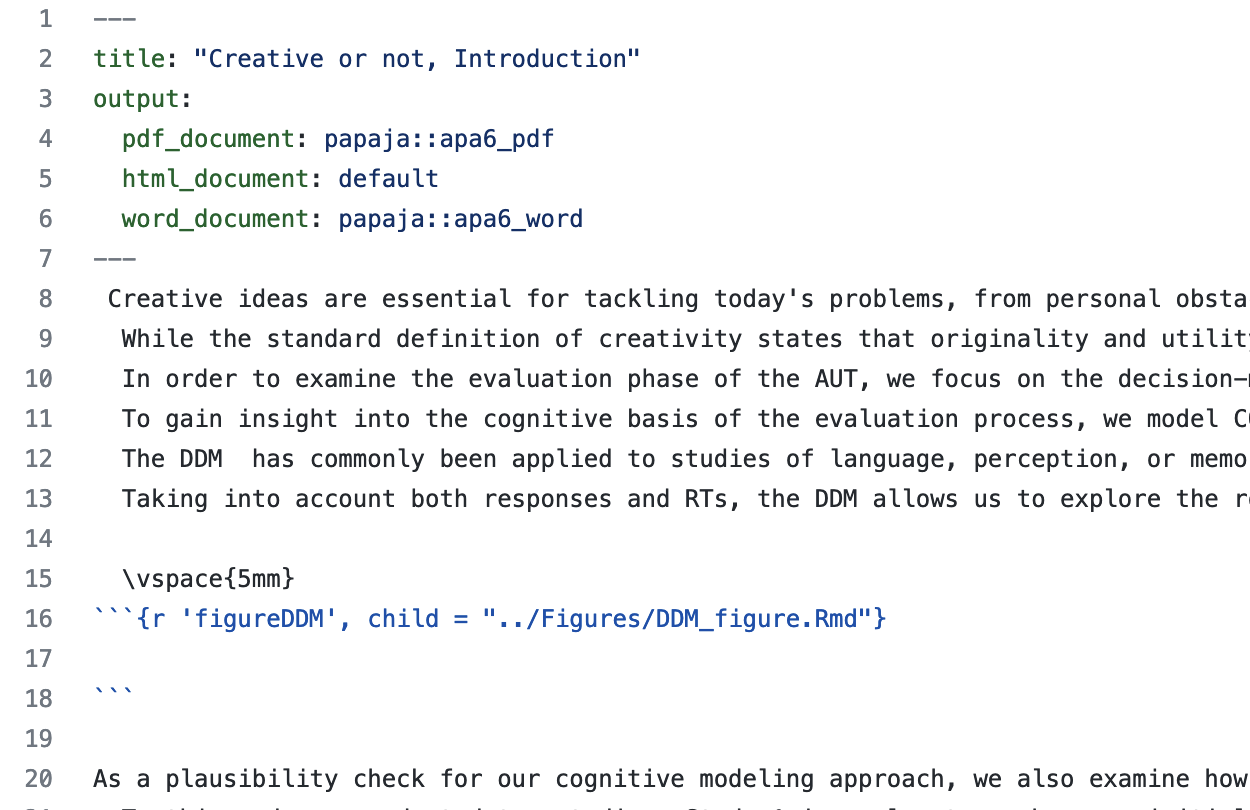 1 ---
2 title: "Creative or not, Introduction"
3 output:
4   pdf_document: papaja::apa6_pdf
5   html_document: default
6   word_document: papaja::apa6_word
7 ---
8  Creative ideas are essential for tackling today's problems, from personal obsta
9   While the standard definition of creativity states that originality and utility
10   In order to examine the evaluation phase of the AUT, we focus on the decision-
11   To gain insight into the cognitive basis of the evaluation process, we model
12   The DDM  has commonly been applied to studies of language, perception, or memo
13   Taking into account both responses and RTs, the DDM allows us to explore the
14
15   \vspace{5mm}
16 ```{r 'figureDDM', child = "../Figures/DDM_figure.Rmd"}
17
18 ```
19
20 As a plausibility check for our cognitive modeling approach, we also examine how